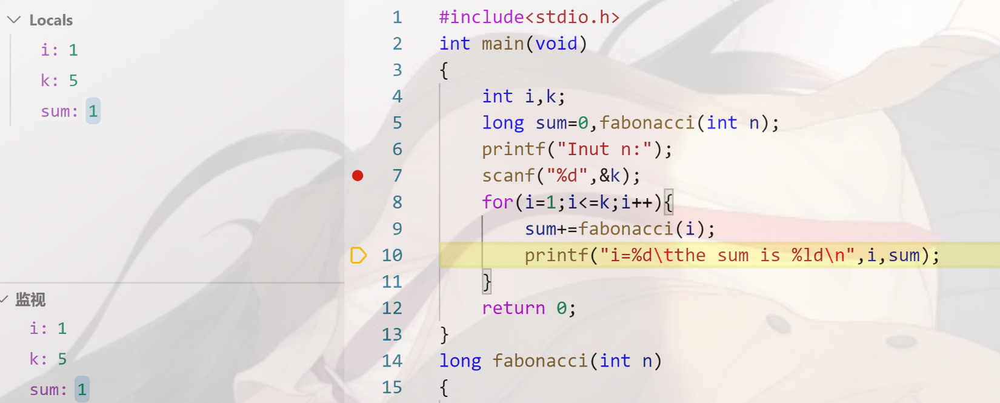 Locals
i: 1
k: 5
sum: 1
监视
i: 1
k: 5
sum: 1
1 #include<stdio.h>
2 int main(void)
3 {
4 int i,k;
5 long sum=0,fabonacci(int n);
6 printf("Inut n:");
7 scanf("%d",&k);
8 for(i=1;i<=k;i++){
9 sum+=fabonacci(i);
10 printf("i=%d\tthe sum is %ld\n",i,sum);
11 }
12 return 0;
13 }
14 long fabonacci(int n)
15 {